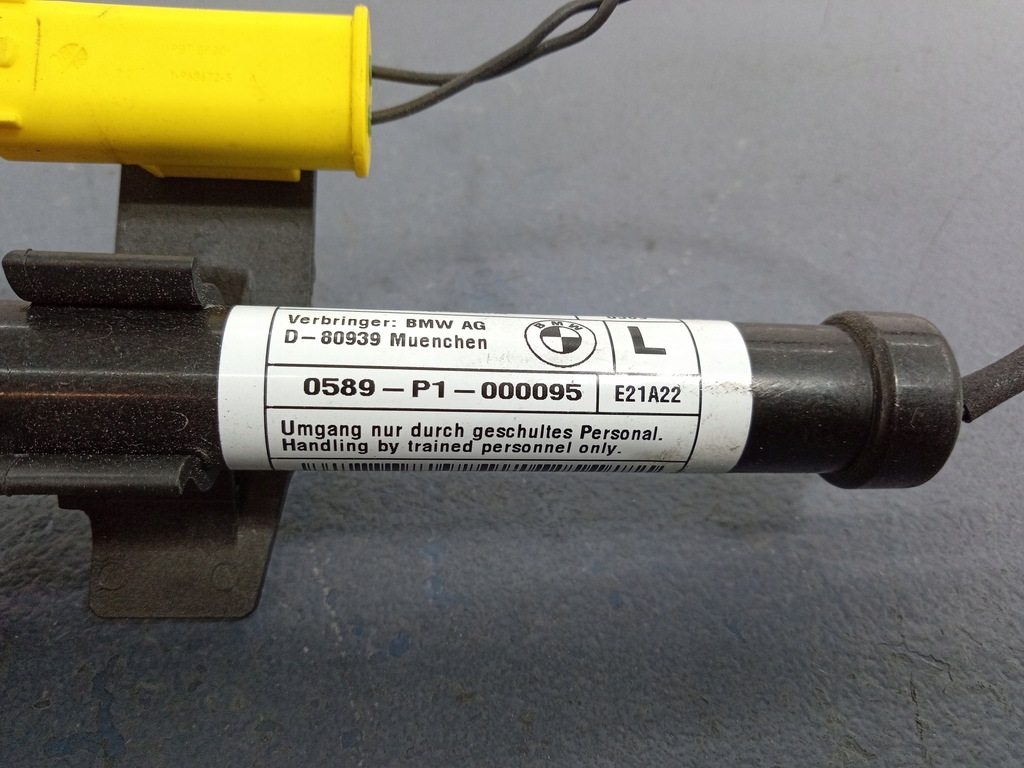 Verbringer: BMW AG
D-80939 Muenchen
BMW
L
0589-P1-000095
E21A22
Umgang nur durch geschultes Personal.
Handling by trained personnel only.